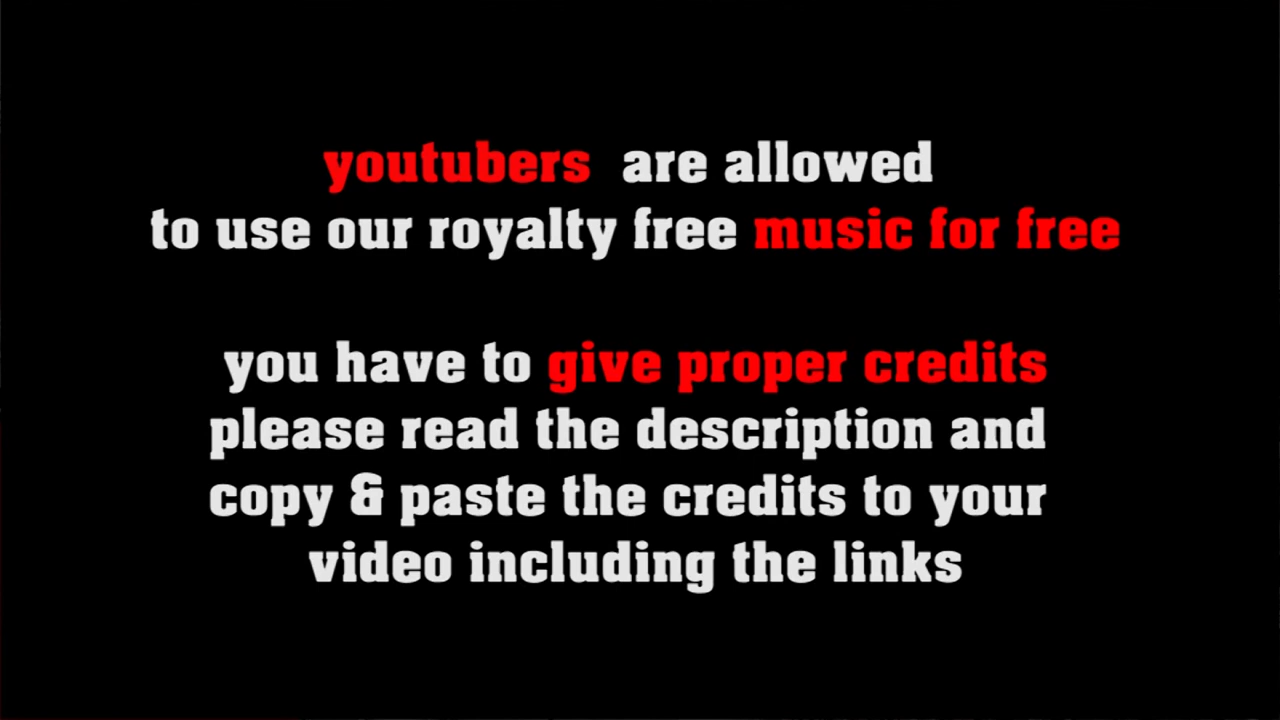 youtubers are allowed
to use our royalty free music for free
you have to give proper credits
please read the description and
copy & paste the credits to your
video including the links